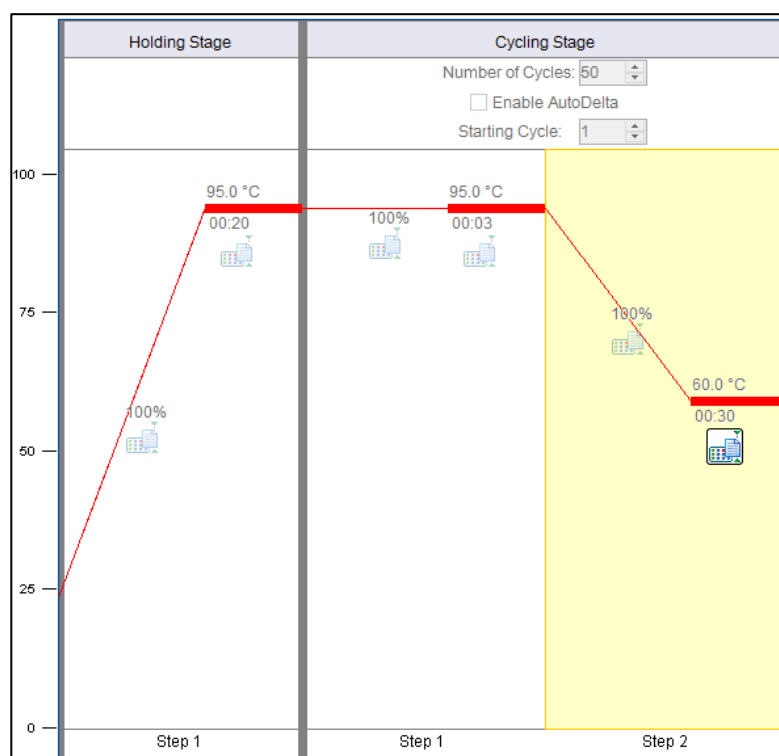 Holding Stage
Cycling Stage
Number of Cycles: 50
Enable AutoDelta
Starting Cycle: 1
100
75
50
25
0
95.0 °C
00:20
100%
95.0 °C
100%
00:03
100%
60.0 °C
00:30
Step 1
Step 1
Step 2